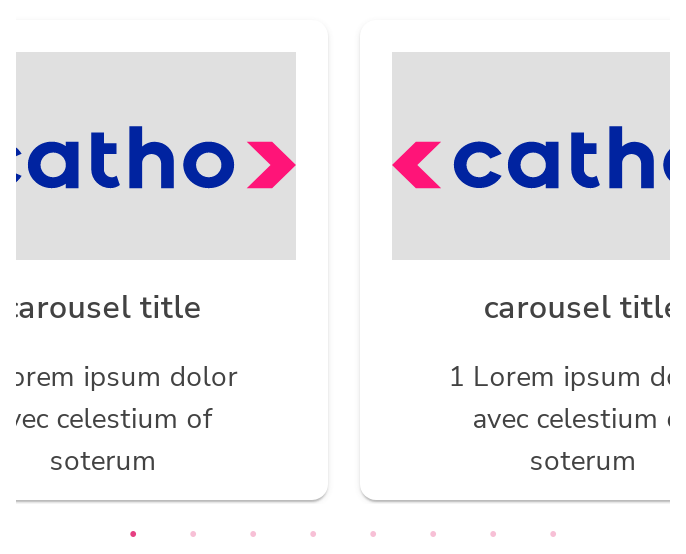 catho
catho
carousel title
carousel title
orem ipsum dolor
1 Lorem ipsum do
vec celestium of
avec celestium
soterum
soterum